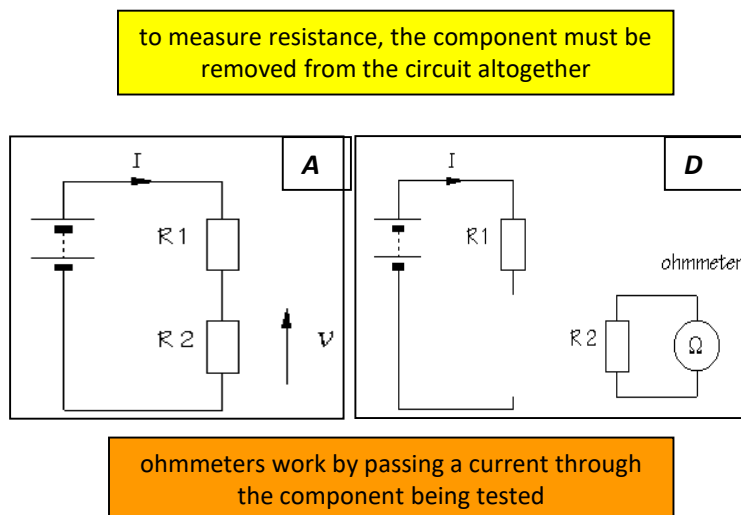 to measure resistance, the component must be
removed from the circuit altogether
A
I
R1
R2
V
D
I
R1
ohmmeter
R2
Ω
ohmmeters work by passing a current through
the component being tested